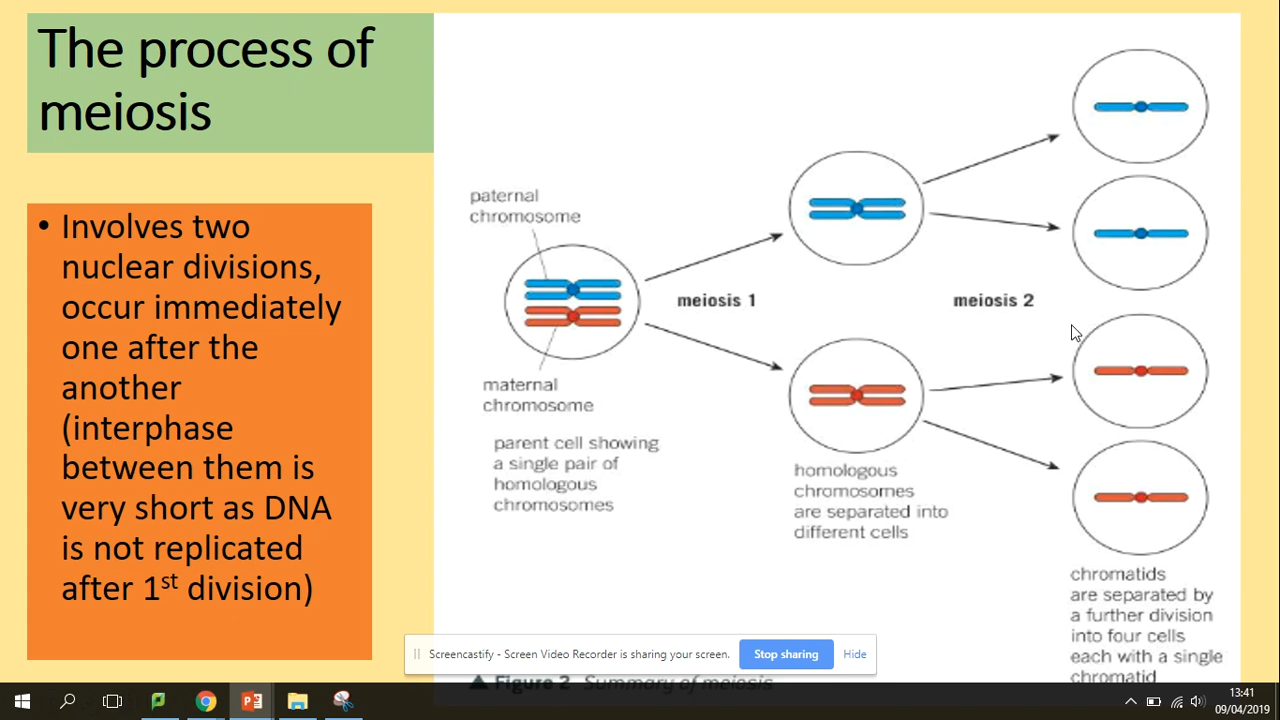 The process of
meiosis
• Involves two
nuclear divisions,
occur immediately
one after the
another
(interphase
between them is
very short as DNA
is not replicated
after 1st division)
paternal
chromosome
maternal
chromosome
parent cell showing
a single pair of
homologous
chromosomes
meiosis 1
homologous
chromosomes
are separated into
different cells
meiosis 2
chromatids
are separated by
a further division
into four cells
each with a single
chromatid
Screencastify - Screen Video Recorder is sharing your screen.
Stop sharing
Hide
▲ Figure 2 Summary of meiosis
13:41
09/04/2019